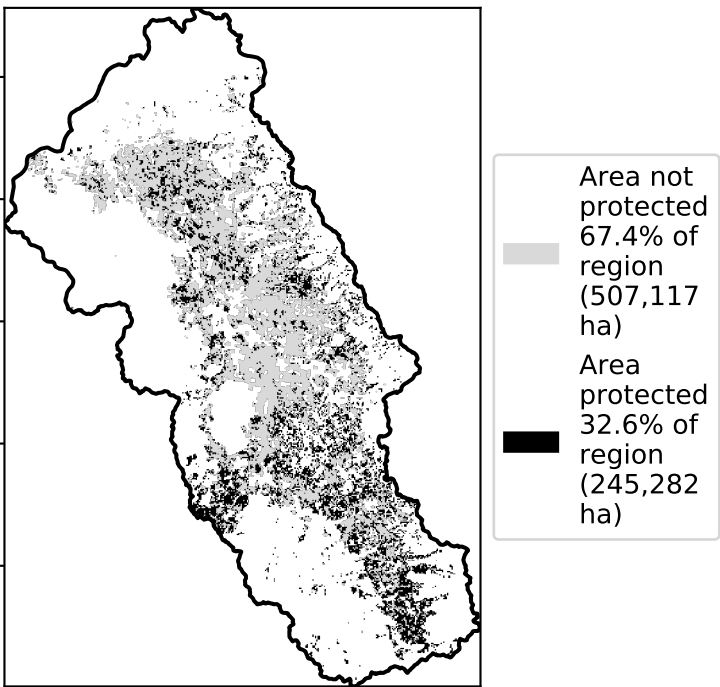 Area not
protected
67.4% of
region
(507,117
ha)
Area
protected
32.6% of
region
(245,282
ha)